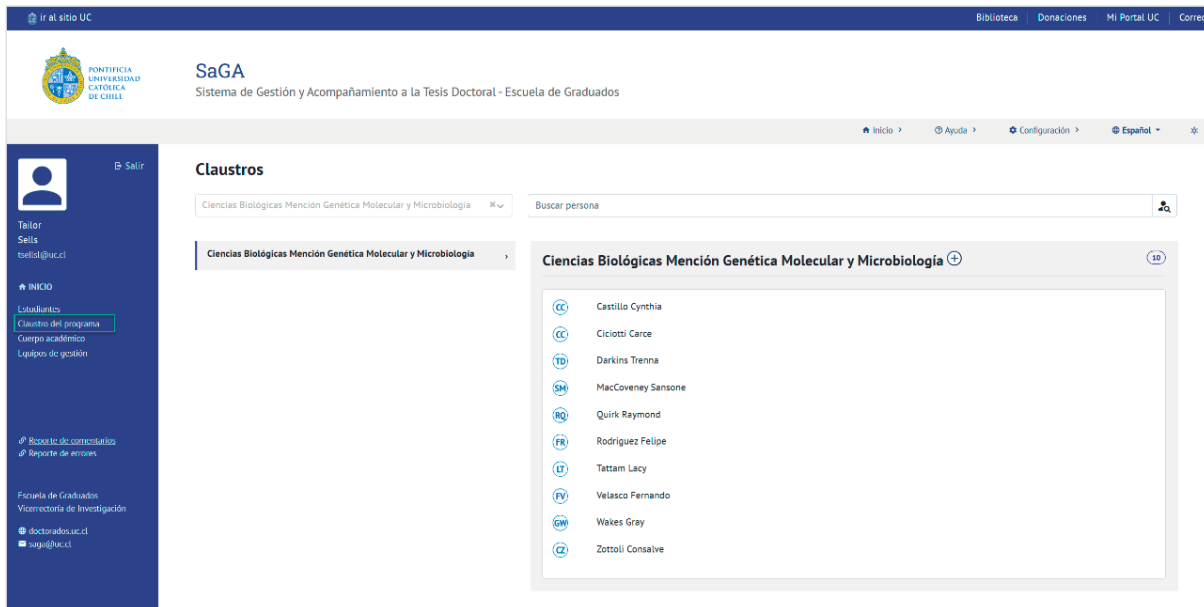 ir al sitio UC
Biblioteca
Donaciones
Mi Portal UC
PONTIFICIA
UNIVERSIDAD
CATÓLICA
DE CHILE
SaGA
Sistema de Gestión y Acompañamiento a la Tesis Doctoral - Escuela de Graduados
Inicio >
Ayuda >
Configuración >
Español
Salir
Tailor
Sells
INICIO
Estudiantes
Claustro del programa
Cuerpo académico
Equipos de gestión
Reporte de comentarios
Reporte de errores
Escuela de Graduados
Vicerrectoría de Investigación
doctorados.uc.cl
saga@uc.cl
Claustros
Ciencias Biológicas Mención Genética Molecular y Microbiología
Buscar persona
Ciencias Biológicas Mención Genética Molecular y Microbiología >
Ciencias Biológicas Mención Genética Molecular y Microbiología
10
CC Castillo Cynthia
CC Ciciotti Carce
TD Darkins Trenna
SM MacCoveney Sansone
RQ Quirk Raymond
FR Rodriguez Felipe
LT Tattam Lacy
FV Velasco Fernando
GW Wakes Gray
CZ Zottoli Consalve